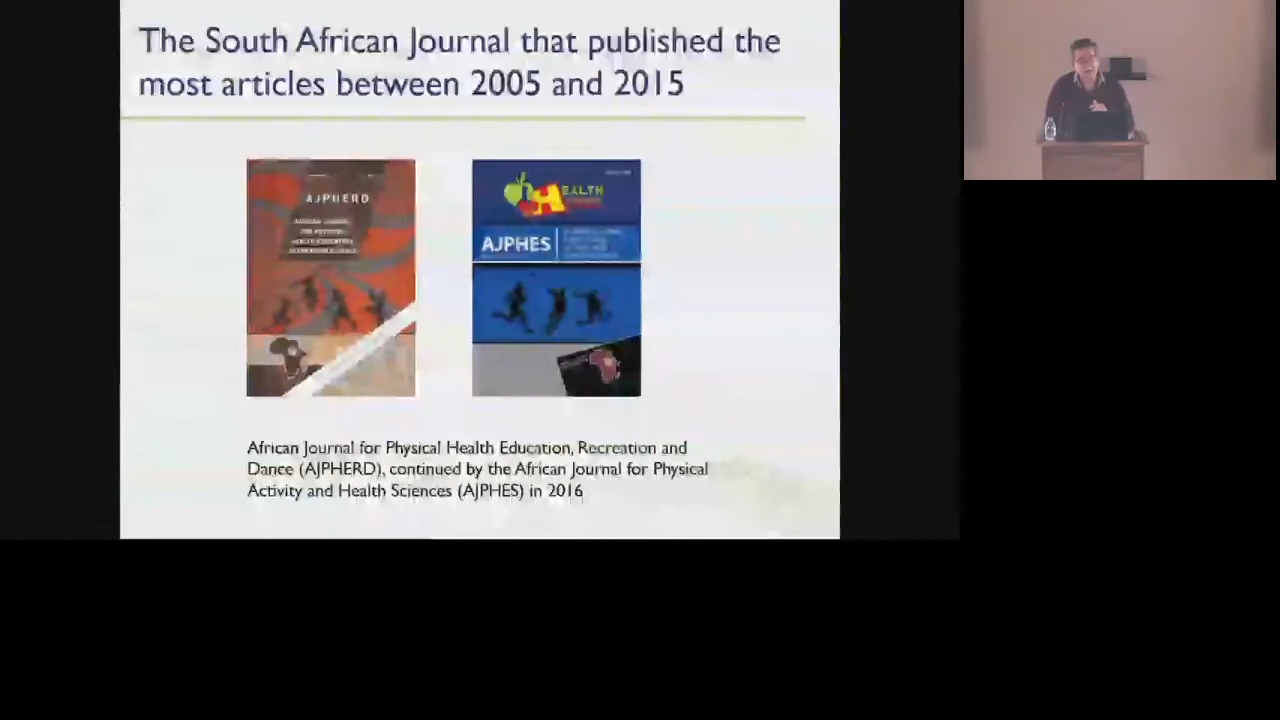 The South African Journal that published the
most articles between 2005 and 2015
AJPHERD
EALTH
AJPHES
African Journal for Physical Health Education, Recreation and
Dance (AJPHERD), continued by the African Journal for Physical
Activity and Health Sciences (AJPHES) in 2016